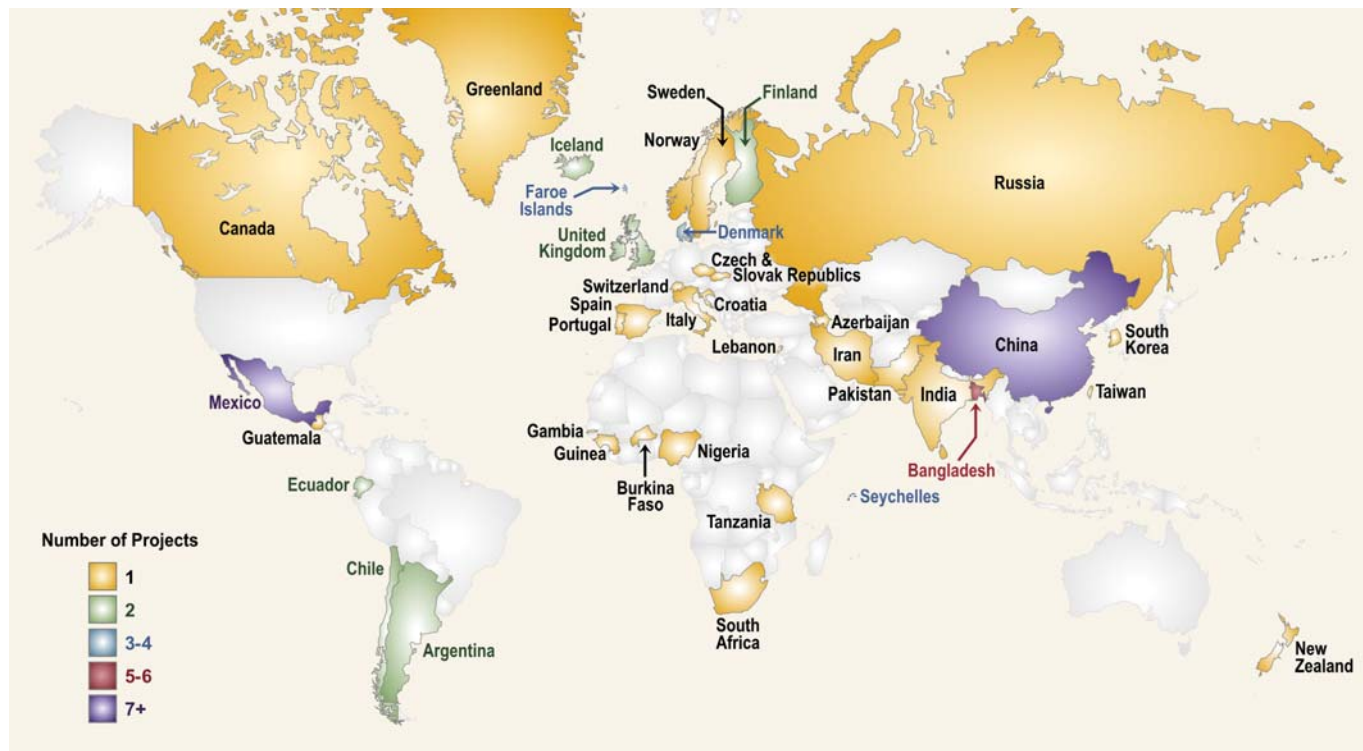 Greenland
Sweden
Finland
Norway
Iceland
Faroe
Islands
Russia
Canada
United
Kingdom
Denmark
Czech &
Slovak Republics
Switzerland
Spain
Portugal
Italy
Croatia
Azerbaijan
Lebanon
Iran
China
South
Korea
Pakistan
India
Taiwan
Mexico
Guatemala
Gambia
Guinea
Nigeria
Bangladesh
Ecuador
Burkina
Faso
Seychelles
Tanzania
Number of Projects
1
2
3-4
5-6
7+
Chile
Argentina
South
Africa
New
Zealand